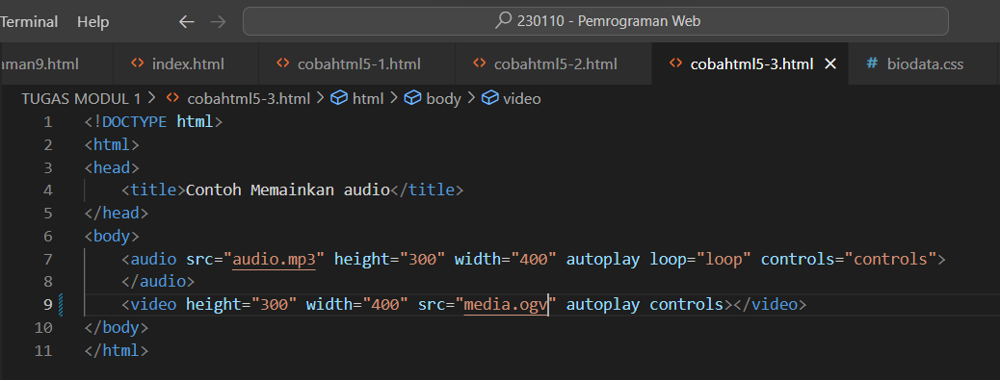 Terminal Help 230110 - Pemrograman Web
aman9.html index.html cobahtml5-1.html cobahtml5-2.html cobahtml5-3.html # biodata.css
TUGAS MODUL 1 > cobahtml5-3.html > html > body > video
1 <!DOCTYPE html>
2 <html>
3 <head>
4 <title>Contoh Memainkan audio</title>
5 </head>
6 <body>
7 <audio src="audio.mp3" height="300" width="400" autoplay loop="loop" controls="controls">
8 </audio>
9 <video height="300" width="400" src="media.ogv" autoplay controls></video>
10 </body>
11 </html>